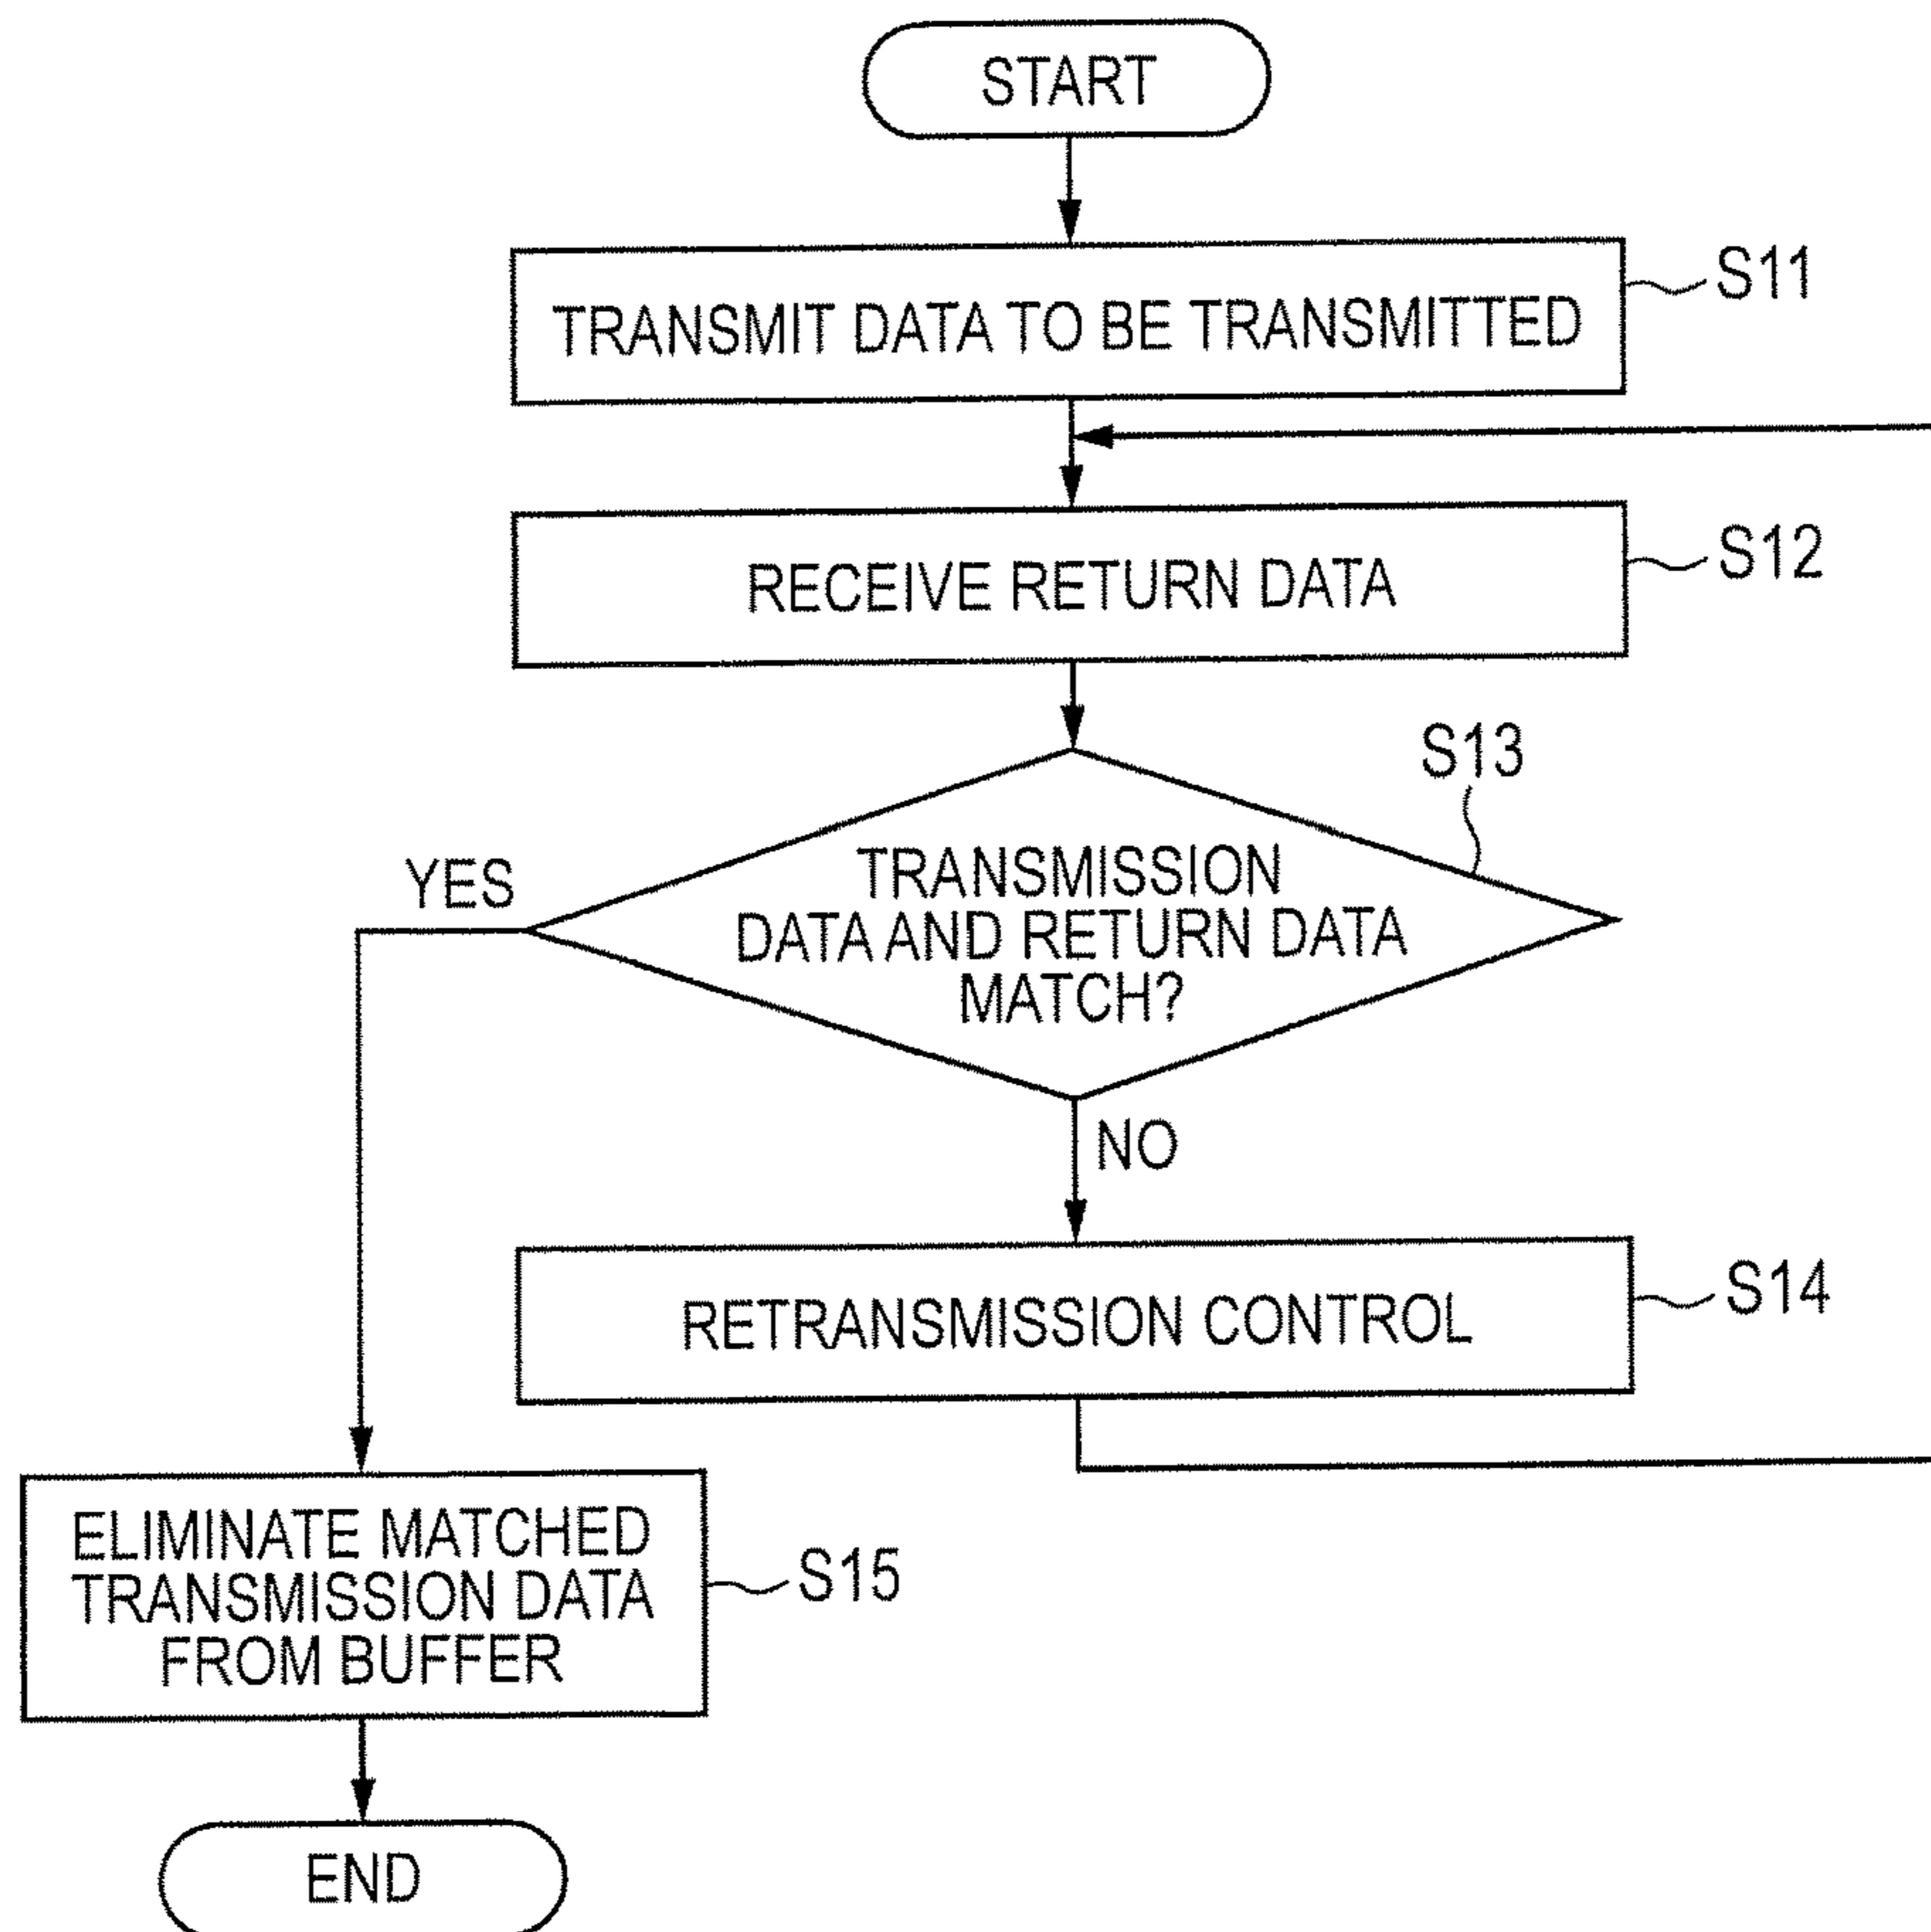 START
TRANSMIT DATA TO BE TRANSMITTED
S11
RECEIVE RETURN DATA
S12
S13
TRANSMISSION
DATA AND RETURN DATA
MATCH?
YES
NO
RETRANSMISSION CONTROL
S14
ELIMINATE MATCHED
TRANSMISSION DATA
FROM BUFFER
S15
END